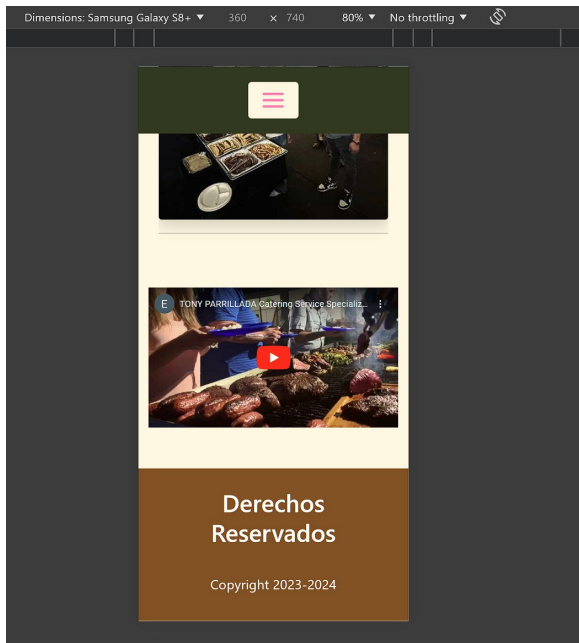 Dimensions: Samsung Galaxy S8+ 360 × 740 80% No throttling
E TONY PARRILLADA Catering Service Specializ...
Derechos
Reservados
Copyright 2023-2024